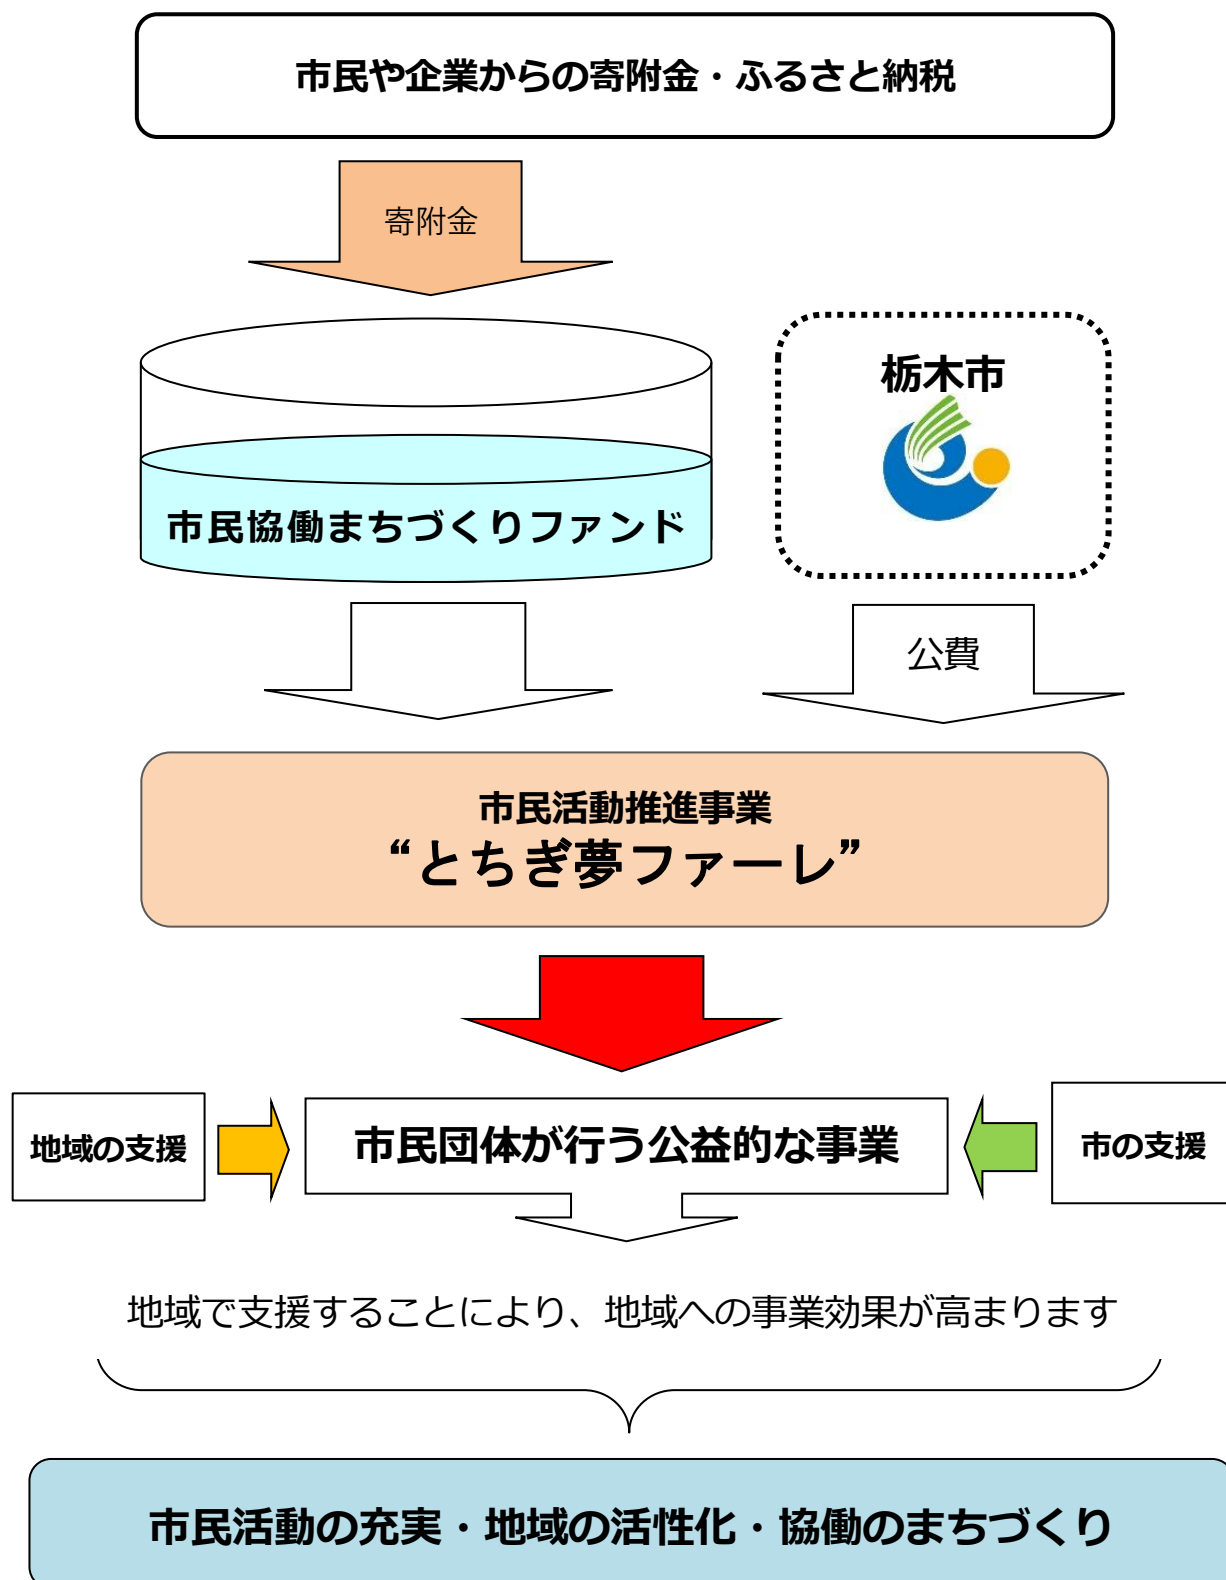 市民や企業からの寄附金・ふるさと納税
寄附金
市民協働まちづくりファンド
栃木市
公費
市民活動推進事業
“とちぎ夢ファーレ”
地域の支援
市民団体が行う公益的な事業
市の支援
地域で支援することにより、地域への事業効果が高まります
市民活動の充実・地域の活性化・協働のまちづくり